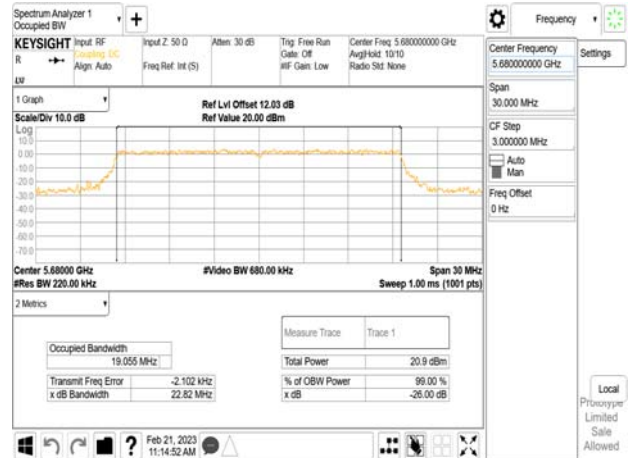 Spectrum Analyzer 1
Occupied BW
Frequency
KEYSIGHT
Input: RF
Coupling: DC
Align: Auto
Input Z: 50 Ω
Freq Ref: Int (S)
Atten: 30 dB
Trig: Free Run
Gate: Off
#IF Gain: Low
Center Freq: 5.680000000 GHz
Avg|Hold: 10/10
Radio Std: None
R
LU
1 Graph
Scale/Div 10.0 dB
Ref Lvl Offset 12.03 dB
Ref Value 20.00 dBm
Log
10.0
0.00
-10.0
-20.0
-30.0
-40.0
-50.0
-60.0
-70.0
Center 5.68000 GHz
#Video BW 680.00 kHz
Span 30 MHz
#Res BW 220.00 kHz
Sweep 1.00 ms (1001 pts)
2 Metrics
Measure Trace
Trace 1
Occupied Bandwidth
19.055 MHz
Total Power
20.9 dBm
Transmit Freq Error
-2.102 kHz
% of OBW Power
99.00 %
x dB Bandwidth
22.82 MHz
x dB
-26.00 dB
Center Frequency
5.680000000 GHz
Settings
Span
30.000 MHz
CF Step
3.000000 MHz
Auto
Man
Freq Offset
0 Hz
Local
Prototype
Limited
Sale
Allowed
?
Feb 21, 2023
11:14:52 AM